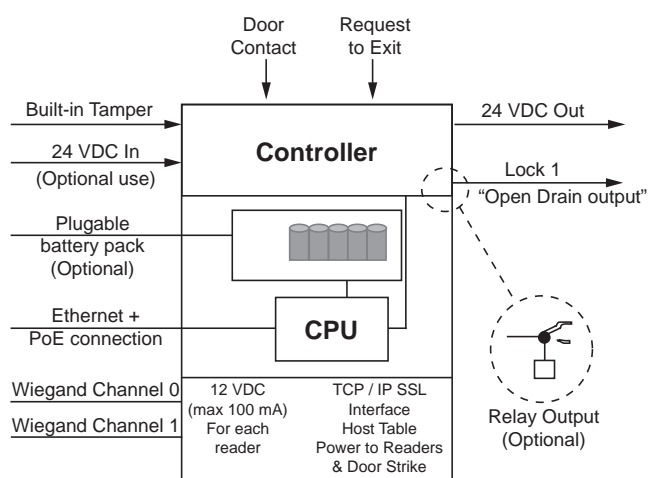 Door
Contact
Request
to Exit
Built-in Tamper
24 VDC In
(Optional use)
Controller
24 VDC Out
Lock 1
“Open Drain output”
Plugable
battery pack
(Optional)
Ethernet +
PoE connection
CPU
Wiegand Channel 0
Wiegand Channel 1
12 VDC
(max 100 mA)
For each
reader
TCP / IP SSL
Interface
Host Table
Power to Readers
& Door Strike
Relay Output
(Optional)